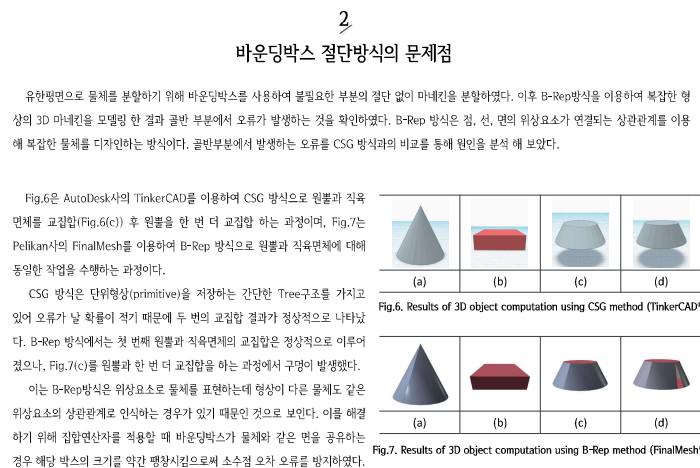 2
바운딩박스 절단방식의 문제점
유한평면으로 물체를 분할하기 위해 바운딩박스를 사용하여 불필요한 부분의 절단 없이 마네킨을 분할하였다. 이후 B-Rep방식을 이용하여 복잡한 형
상의 3D 마네킨을 모델링 한 결과 골반 부분에서 오류가 발생하는 것을 확인하였다. B-Rep 방식은 점, 선, 면의 위상요소가 연결되는 상관관계를 이용
해 복잡한 물체를 디자인하는 방식이다. 골반부분에서 발생하는 오류를 CSG 방식과의 비교를 통해 원인을 분석 해 보았다.
Fig.6은 AutoDesk사의 TinkerCAD를 이용하여 CSG 방식으로 원뿔과 직육
면체를 교집합(Fig.6(c)) 후 원뿔을 한 번 더 교집합 하는 과정이며, Fig.7는
Pelikan사의 FinalMesh를 이용하여 B-Rep 방식으로 원뿔과 직육면체에 대해
동일한 작업을 수행하는 과정이다.
CSG 방식은 단위형상(primitive)을 저장하는 간단한 Tree구조를 가지고
있어 오류가 날 확률이 적기 때문에 두 번의 교집합 결과가 정상적으로 나타났
다. B-Rep 방식에서는 첫 번째 원뿔과 직육면체의 교집합은 정상적으로 이루어
졌으나, Fig.7(c)를 원뿔과 한 번 더 교집합을 하는 과정에서 구멍이 발생했다.
이는 B-Rep방식은 위상요소로 물체를 표현하는데 형상이 다른 물체도 같은
위상요소의 상관관계로 인식하는 경우가 있기 때문인 것으로 보인다. 이를 해결
하기 위해 집합연산자를 적용할 때 바운딩박스가 물체와 같은 면을 공유하는
경우 해당 박스의 크기를 약간 팽창시킴으로써 소수점 오차 오류를 방지하였다.
(a) (b) (c) (d)
Fig.6. Results of 3D object computation using CSG method (TinkerCAD
(a) (b) (c) (d)
Fig.7. Results of 3D object computation using B-Rep method (FinalMesh